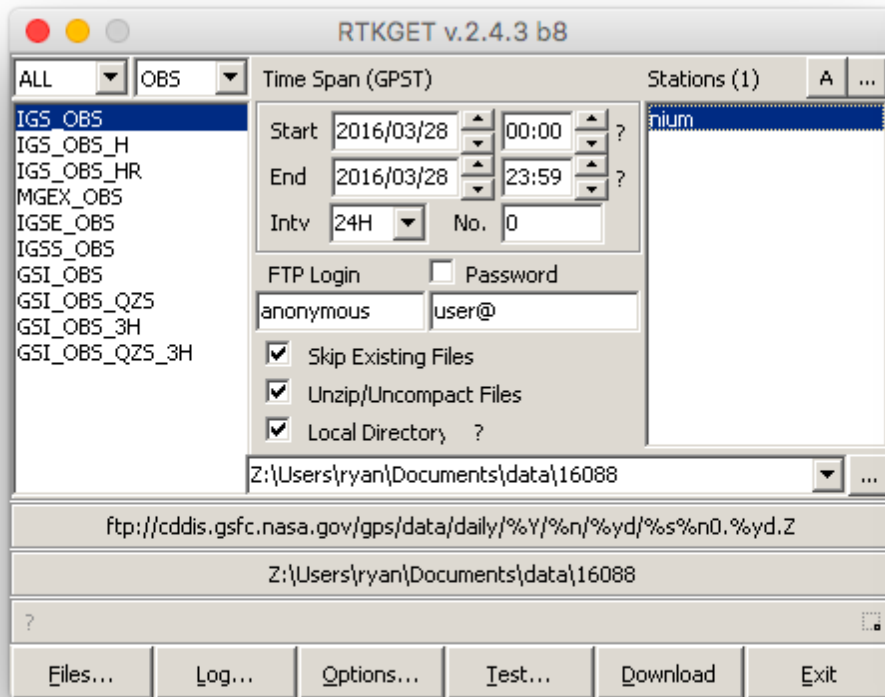 RTKGET v.2.4.3 b8
ALL OBS Time Span (GPST) Stations (1) A ...
IGS_OBS
IGS_OBS_H
IGS_OBS_HR
MGEX_OBS
IGSE_OBS
IGSS_OBS
GSI_OBS
GSI_OBS_QZS
GSI_OBS_3H
GSI_OBS_QZS_3H
Start 2016/03/28 00:00 ?
End 2016/03/28 23:59 ?
Intv 24H No. 0
FTP Login Password
anonymous user@
Skip Existing Files
Unzip/Uncompact Files
Local Directory ?
nium
Z:\Users\ryan\Documents\data\16088 ...
ftp://cddis.gsfc.nasa.gov/gps/data/daily/%Y/%n/%yd/%s%n0.%yd.Z
Z:\Users\ryan\Documents\data\16088
?
Files... Log... Options... Test... Download Exit